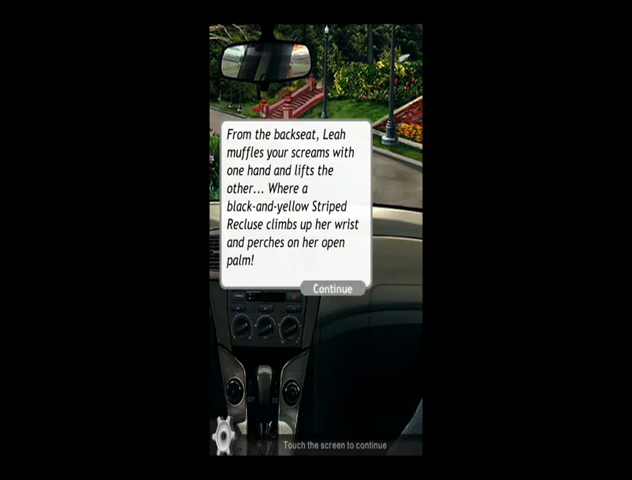 From the backseat, Leah
muffles your screams with
one hand and lifts the
other... Where a
black-and-yellow Striped
Recluse climbs up her wrist
and perches on her open
palm!
Continue
Touch the screen to continue